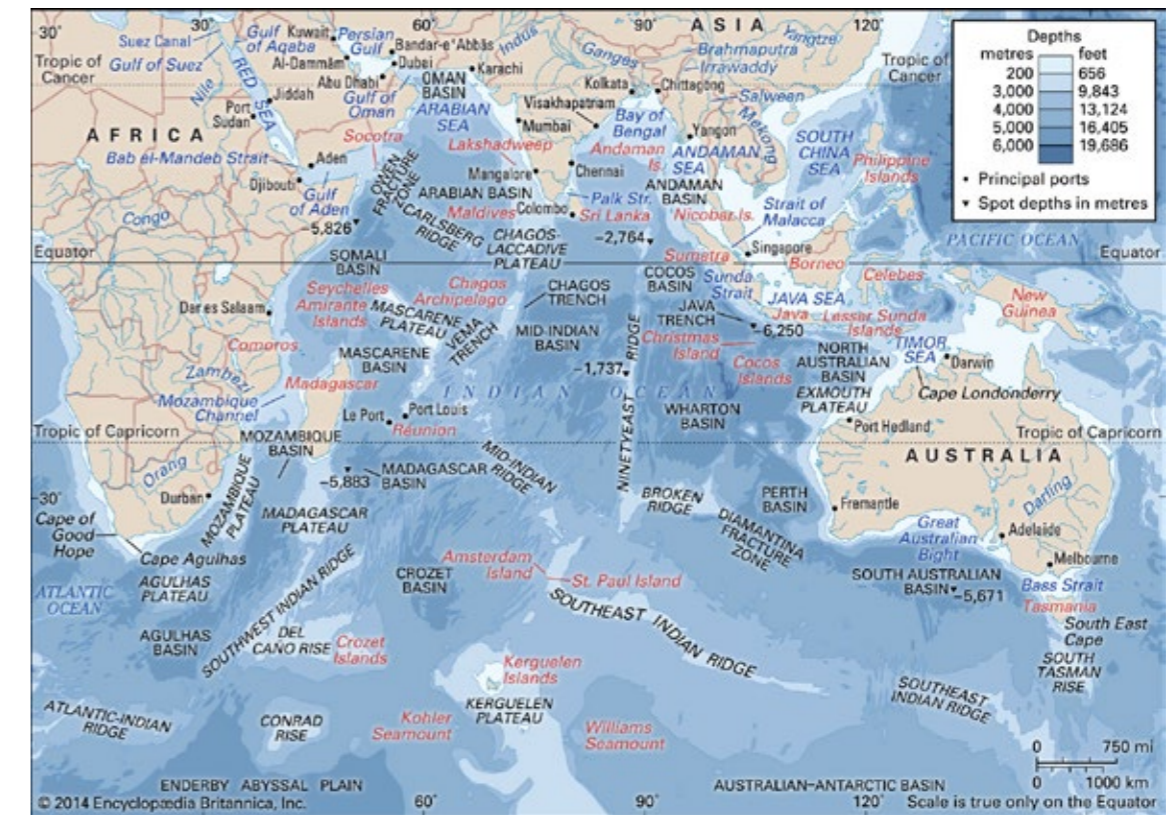 30°
60°
90°
120°
ASIA
Suez Canal
Gulf of Aqaba
Kuwait
Persian Gulf
Bandar-e ʿAbbās
Indus
Ganges
Brahmaputra
Irrawaddy
Yangtze
Tropic of Cancer
Gulf of Suez
Al-Dammām
Dubai
Abu Dhabi
OMAN BASIN
Karachi
Kolkata
Chittagong
Tropic of Cancer
Nile
RED SEA
Jiddah
Gulf of Oman
ARABIAN SEA
Visakhapatnam
Salween
Port Sudan
AFRICA
Socotra
Mumbai
Lakshadweep
Bay of Bengal
Andaman Is.
Yangon
Mekong
ANDAMAN SEA
SOUTH CHINA SEA
Philippine Islands
Bab el-Mandeb Strait
Aden
Djibouti
Gulf of Aden
OWEN FRACTURE ZONE
Mangalore
Chennai
ARABIAN BASIN
Palk Str.
ANDAMAN BASIN
Congo
–5,826
CARLSBERG RIDGE
Maldives
Colombo
Sri Lanka
Nicobar Is.
Strait of Malacca
CHAGOS-LACCADIVE PLATEAU
–2,764
Singapore
PACIFIC OCEAN
Equator
Equator
SOMALI BASIN
Sumatra
Borneo
Celebes
COCOS BASIN
Sunda Strait
Seychelles
Amirante Islands
Chagos Archipelago
CHAGOS TRENCH
JAVA SEA
Java
New Guinea
Dar es Salaam
MASCARENE PLATEAU
VEMA TRENCH
MID-INDIAN BASIN
JAVA TRENCH
–6,250
Lesser Sunda Islands
Comoros
MASCARENE BASIN
Christmas Island
Cocos Islands
NORTH AUSTRALIAN BASIN
TIMOR SEA
Darwin
Zambezi
Madagascar
–1,737
Cape Londonderry
Mozambique Channel
INDIAN OCEAN
EXMOUTH PLATEAU
Le Port
Port Louis
Réunion
WHARTON BASIN
Port Hedland
Tropic of Capricorn
Tropic of Capricorn
MOZAMBIQUE BASIN
NINETYEAST RIDGE
AUSTRALIA
Orang
–5,883
MADAGASCAR BASIN
MID-INDIAN RIDGE
30°
Durban
MOZAMBIQUE PLATEAU
MADAGASCAR PLATEAU
BROKEN RIDGE
PERTH BASIN
Fremantle
Darling
30°
Cape of Good Hope
Cape Agulhas
DIAMANTINA FRACTURE ZONE
Great Australian Bight
Adelaide
Melbourne
ATLANTIC OCEAN
AGULHAS PLATEAU
SOUTHWEST INDIAN RIDGE
CROZET BASIN
Amsterdam Island
St. Paul Island
SOUTH AUSTRALIAN BASIN
–5,671
Bass Strait
Tasmania
AGULHAS BASIN
DEL CAÑO RISE
Crozet Islands
SOUTHEAST INDIAN RIDGE
South East Cape
SOUTH TASMAN RISE
Kerguelen Islands
KERGUELEN PLATEAU
SOUTHEAST INDIAN RIDGE
ATLANTIC-INDIAN RIDGE
CONRAD RISE
Kohler Seamount
Williams Seamount
ENDERBY ABYSSAL PLAIN
AUSTRALIAN–ANTARCTIC BASIN
60°
90°
120°
© 2014 Encyclopædia Britannica, Inc.
0 750 mi
0 1000 km
Scale is true only on the Equator
Depths
metres feet
200 656
3,000 9,843
4,000 13,124
5,000 16,405
6,000 19,686
• Principal ports
▾ Spot depths in metres